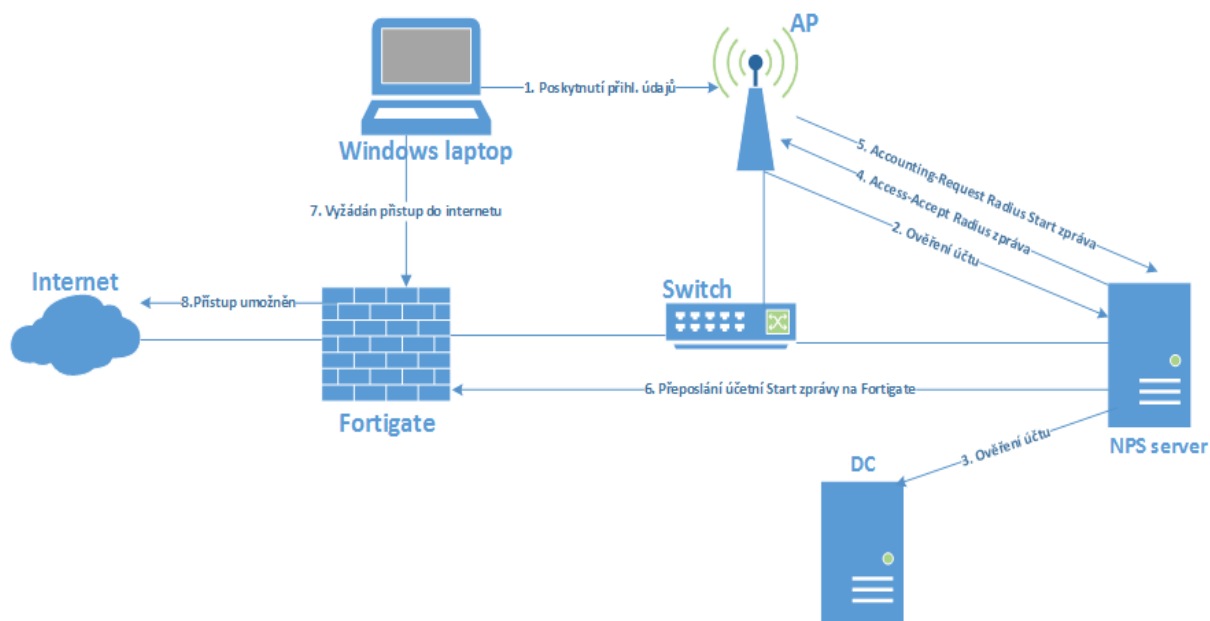 AP
1. Poskytnutí přihl. údajů
Windows laptop
5. Accounting-Request Radius Start zpráva
4. Access-Accept Radius zpráva
2. Ověření účtu
7. Vyžádán přístup do internetu
Internet
8.Přístup umožněn
Switch
6. Přeposlání účetní Start zprávy na Fortigate
Fortigate
NPS server
3. Ověření účtu
DC